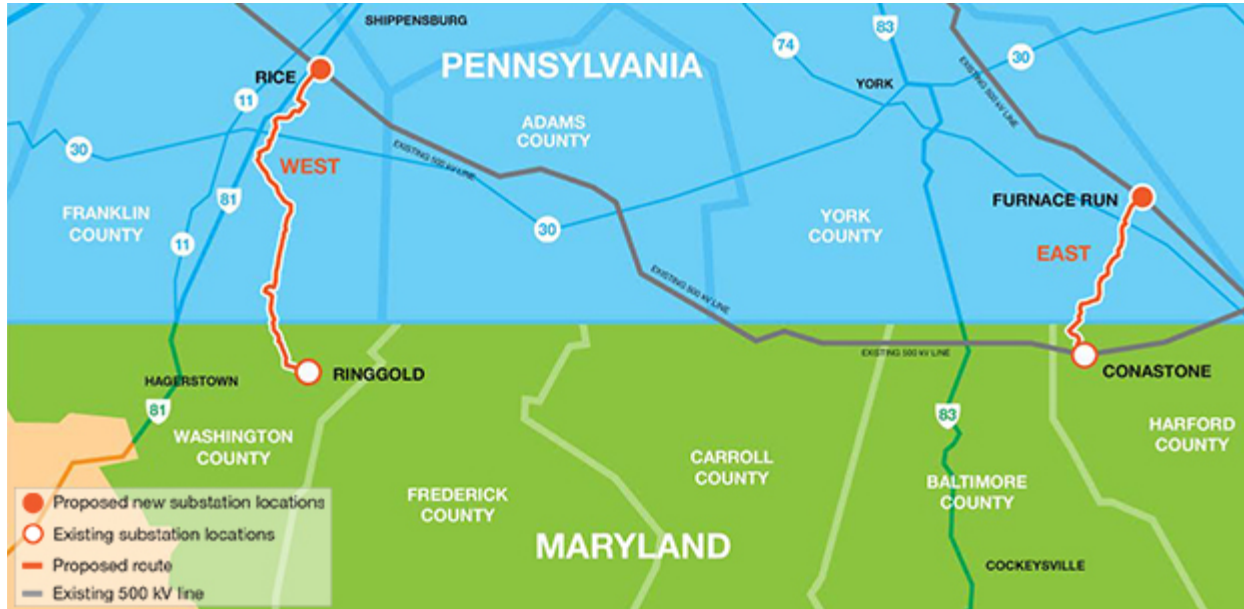 SHIPPENSBURG
83
74
30
PENNSYLVANIA
RICE
11
YORK
EXISTING 500 kV LINE
ADAMS
COUNTY
30
WEST
EXISTING 500 kV LINE
81
FURNACE RUN
FRANKLIN
COUNTY
YORK
COUNTY
11
30
EAST
EXISTING 500 kV LINE
EXISTING 500 kV LINE
RINGGOLD
CONASTONE
HAGERSTOWN
81
83
WASHINGTON
COUNTY
HARFORD
COUNTY
CARROLL
COUNTY
BALTIMORE
COUNTY
FREDERICK
COUNTY
MARYLAND
COCKEYSVILLE
Proposed new substation locations
Existing substation locations
Proposed route
Existing 500 kV line